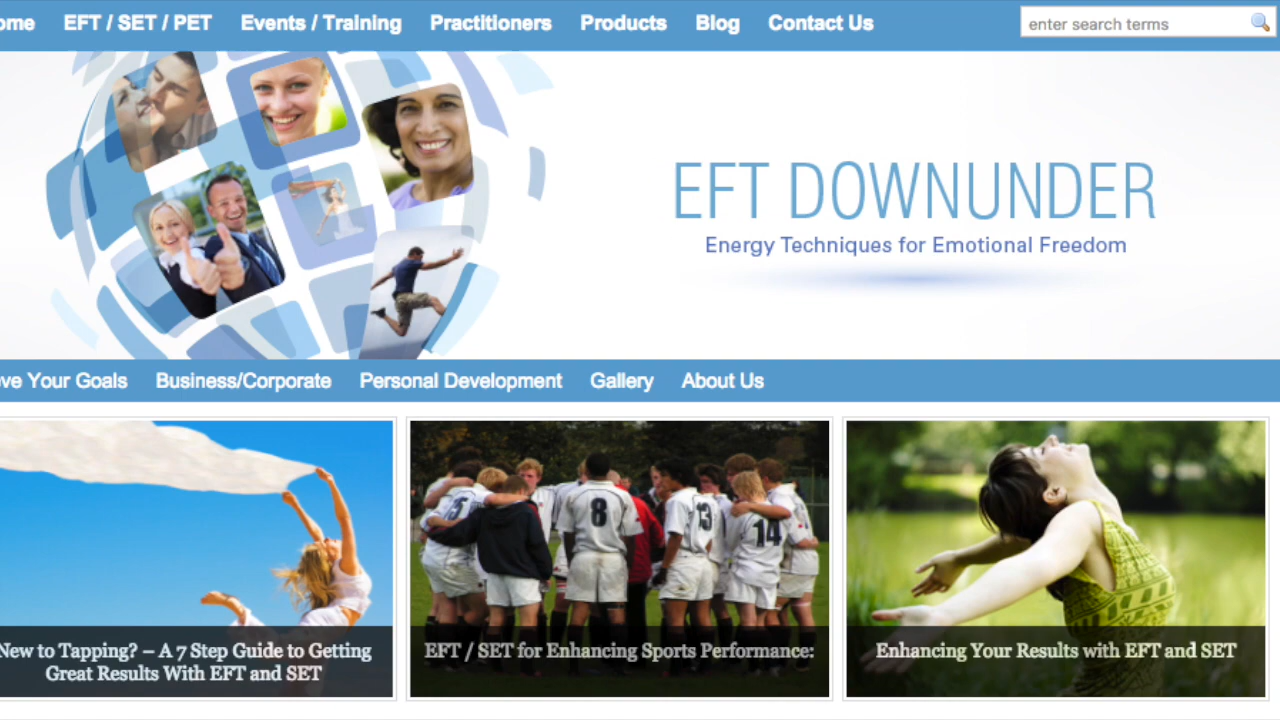 ome EFT / SET / PET Events / Training Practitioners Products Blog Contact Us enter search terms
EFT DOWNUNDER
Energy Techniques for Emotional Freedom
ve Your Goals Business/Corporate Personal Development Gallery About Us
5 8 13 14
New to Tapping? – A 7 Step Guide to Getting
Great Results With EFT and SET
EFT / SET for Enhancing Sports Performance:
Enhancing Your Results with EFT and SET